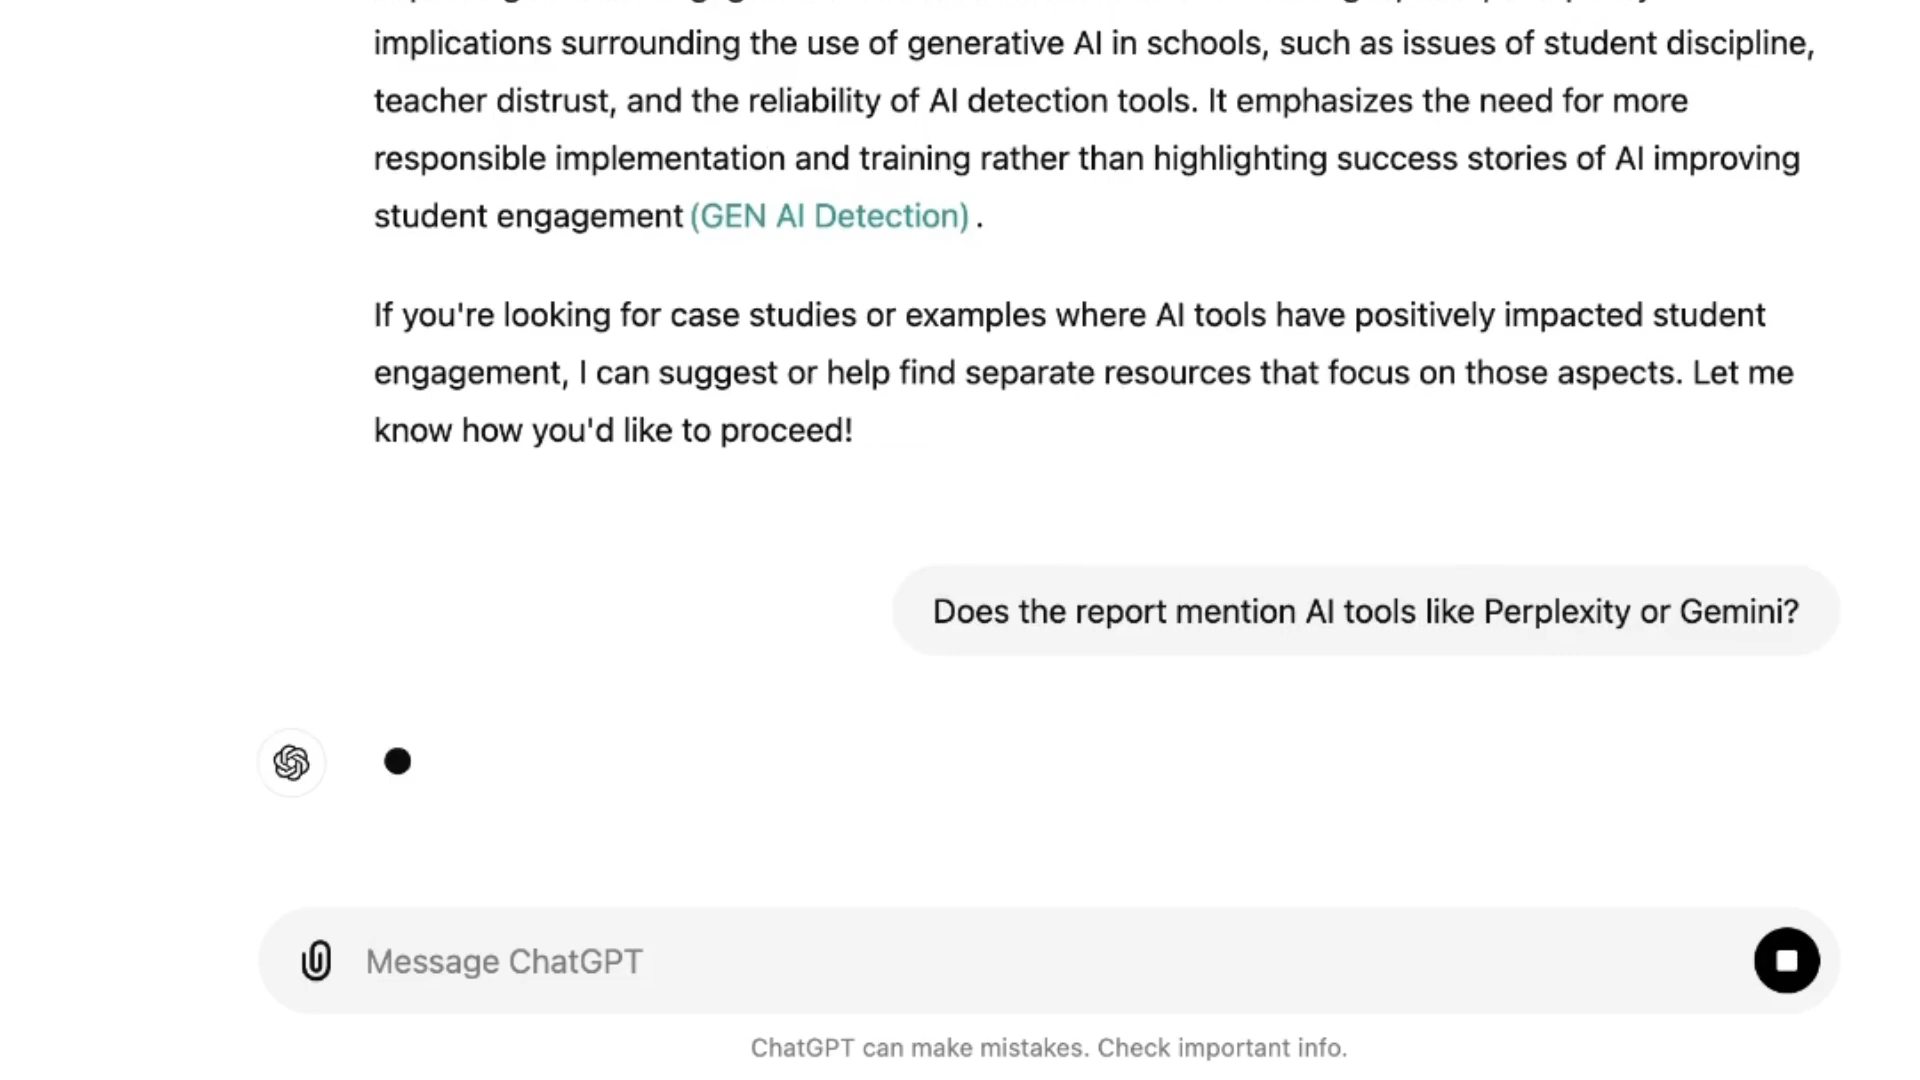 implications surrounding the use of generative AI in schools, such as issues of student discipline,
teacher distrust, and the reliability of AI detection tools. It emphasizes the need for more
responsible implementation and training rather than highlighting success stories of AI improving
student engagement (GEN AI Detection) .
If you're looking for case studies or examples where AI tools have positively impacted student
engagement, I can suggest or help find separate resources that focus on those aspects. Let me
know how you'd like to proceed!
Does the report mention AI tools like Perplexity or Gemini?
Message ChatGPT
ChatGPT can make mistakes. Check important info.